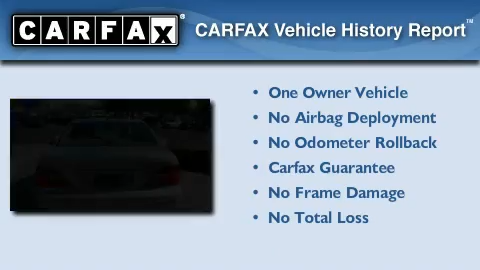 CARFAX® CARFAX Vehicle History Report™
• One Owner Vehicle
• No Airbag Deployment
• No Odometer Rollback
• Carfax Guarantee
• No Frame Damage
• No Total Loss